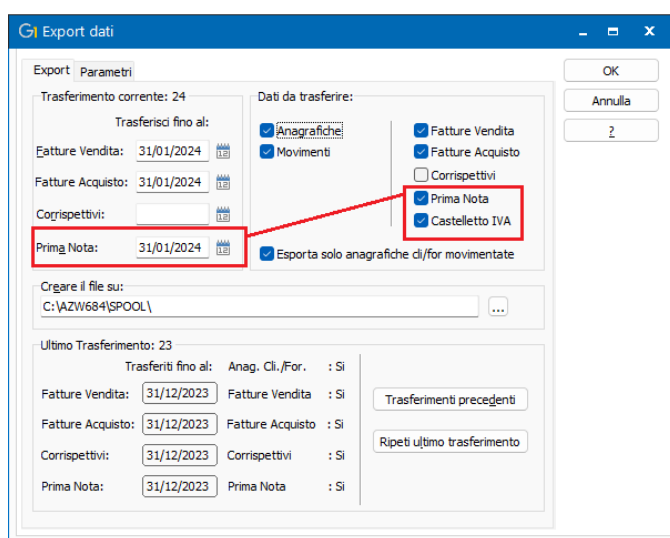 G1 Export dati
Export Parametri
OK
Annulla
?
Trasferimento corrente: 24
Trasferisci fino al:
Fatture Vendita: 31/01/2024
Fatture Acquisto: 31/01/2024
Corrispettivi:
Prima Nota: 31/01/2024
Dati da trasferire:
Anagrafiche
Movimenti
Fatture Vendita
Fatture Acquisto
Corrispettivi
Prima Nota
Castelletto IVA
Esporta solo anagrafiche cli/for movimentate
Creare il file su:
C:\AZW684\SPOOL\
...
Ultimo Trasferimento: 23
Trasferiti fino al: Anag. Cli./For. : Si
Fatture Vendita: 31/12/2023 Fatture Vendita : Si
Fatture Acquisto: 31/12/2023 Fatture Acquisto : Si
Corrispettivi: 31/12/2023 Corrispettivi : Si
Prima Nota: 31/12/2023 Prima Nota : Si
Trasferimenti precedenti
Ripeti ultimo trasferimento